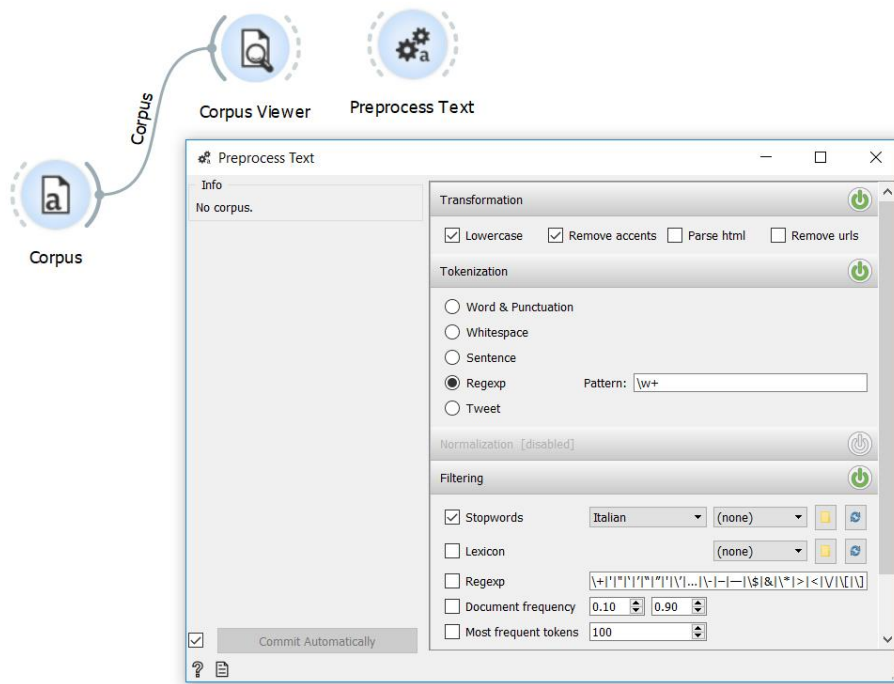 Corpus Viewer
Preprocess Text
Corpus
Corpus
Preprocess Text
Info
No corpus.
Transformation
Lowercase Remove accents Parse html Remove urls
Tokenization
Word & Punctuation
Whitespace
Sentence
Regexp Pattern: \w+
Tweet
Normalization [disabled]
Filtering
Stopwords Italian (none)
Lexicon (none)
Regexp
Document frequency 0.10 0.90
Most frequent tokens 100
Commit Automatically
?